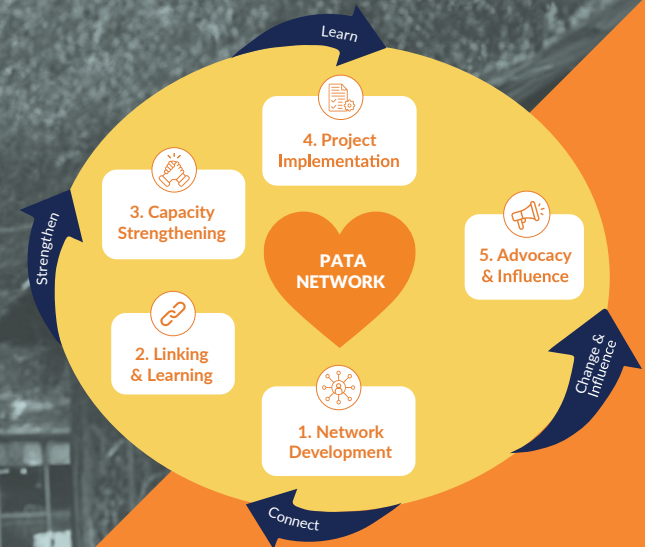 Learn
4. Project
Implementation
3. Capacity
Strengthening
Strengthen
PATA
NETWORK
5. Advocacy
& Influence
2. Linking
& Learning
Change &
Influence
1. Network
Development
Connect